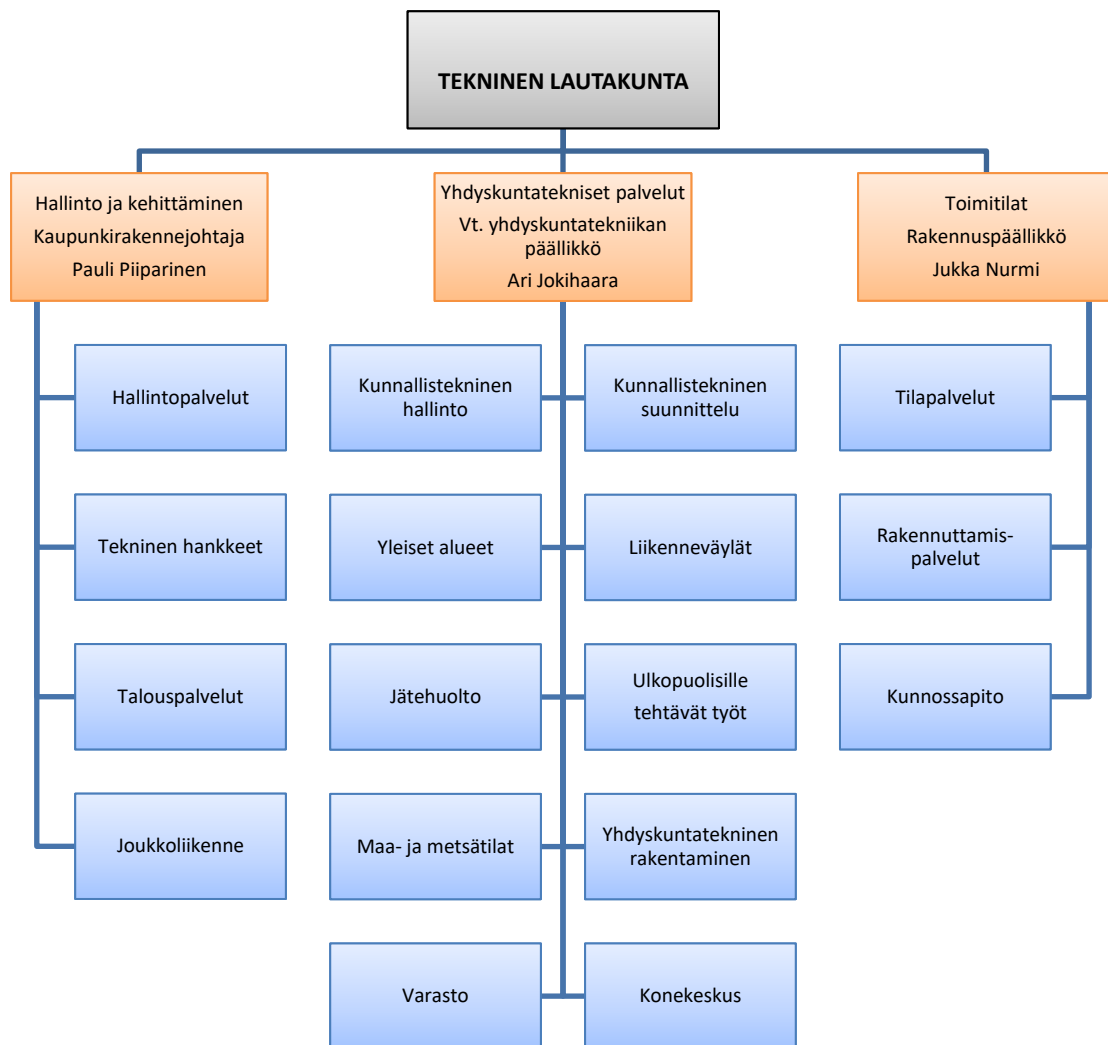 TEKNINEN LAUTAKUNTA
Hallinto ja kehittäminen
Kaupunkirakennejohtaja
Pauli Piiparinen
Yhdyskuntatekniset palvelut
Vt. yhdyskuntatekniikan
päällikkö
Ari Jokihaara
Toimitilat
Rakennuspäällikkö
Jukka Nurmi
Hallintopalvelut
Tekninen hankkeet
Talouspalvelut
Joukkoliikenne
Kunnallistekninen
hallinto
Kunnallistekninen
suunnittelu
Yleiset alueet
Liikenneväylät
Jätehuolto
Ulkopuolisille
tehtävät työt
Maa- ja metsätilat
Yhdyskuntatekninen
rakentaminen
Varasto
Konekeskus
Tilapalvelut
Rakennuttamis-
palvelut
Kunnossapito